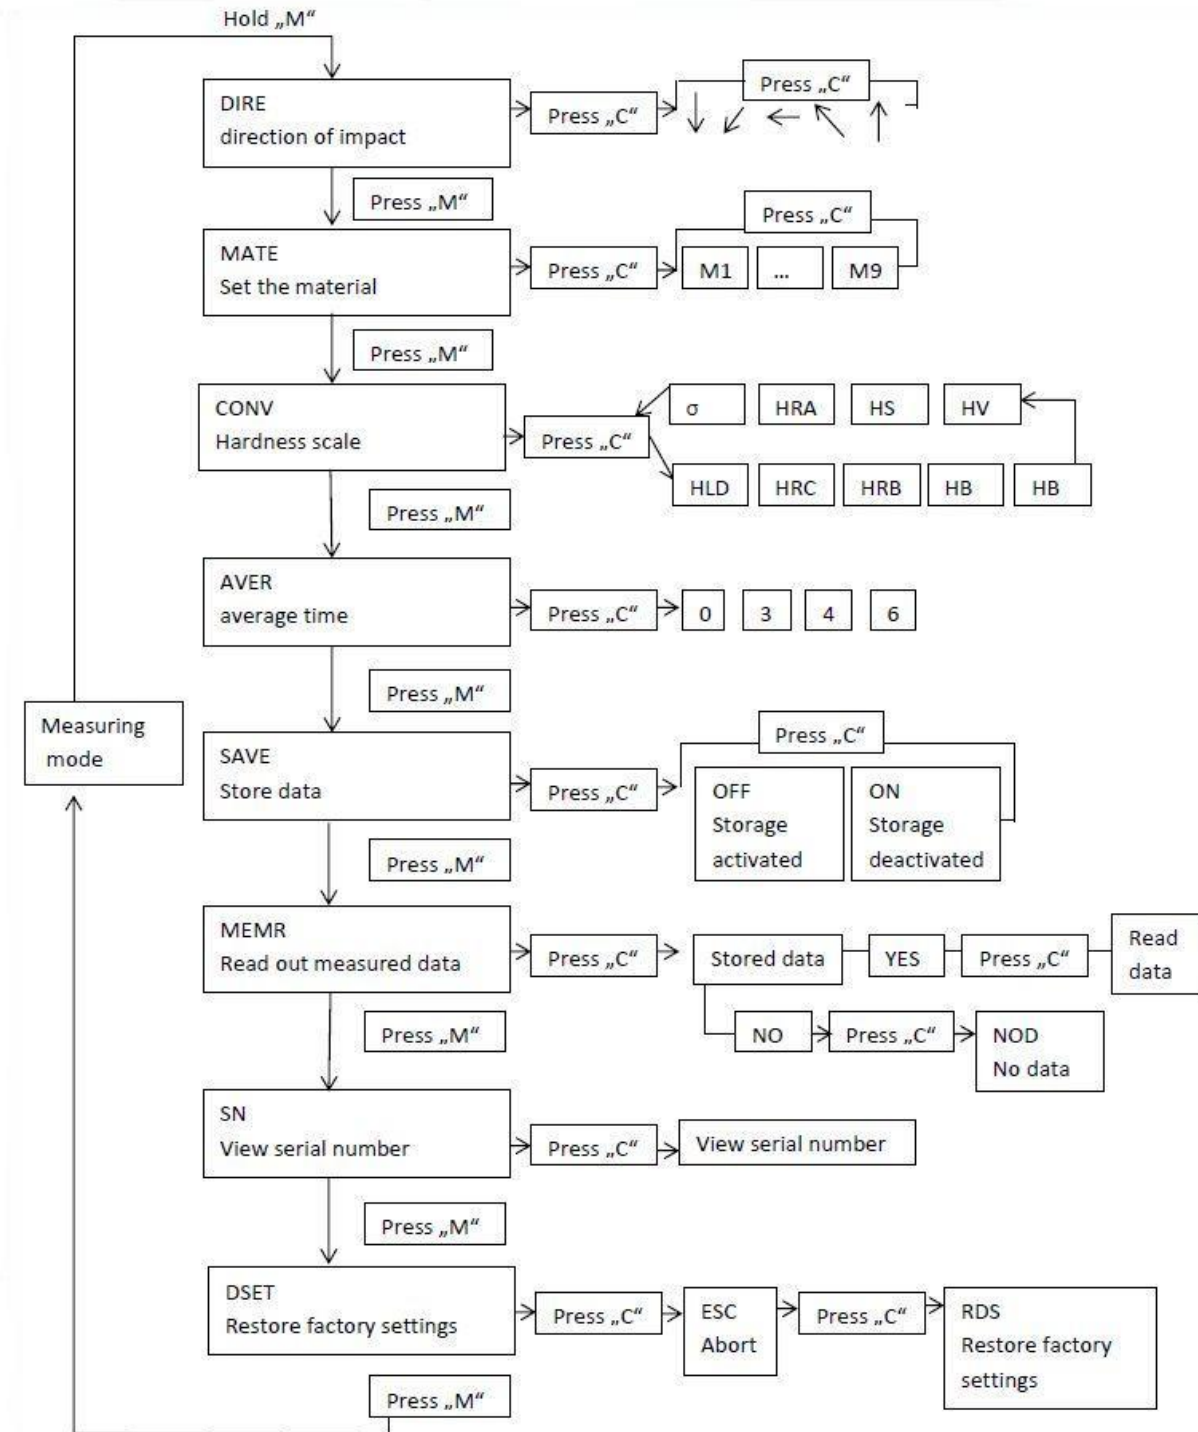 Hold „M“
DIRE
direction of impact
Press „C“
Press „C“
Press „M“
MATE
Set the material
Press „C“
Press „C“
M1
...
M9
Press „M“
CONV
Hardness scale
Press „C“
σ
HRA
HS
HV
HLD
HRC
HRB
HB
HB
Press „M“
AVER
average time
Press „C“
0
3
4
6
Press „M“
Measuring
mode
SAVE
Store data
Press „C“
Press „C“
OFF
Storage
activated
ON
Storage
deactivated
Press „M“
MEMR
Read out measured data
Press „C“
Stored data
YES
Press „C“
Read
data
NO
Press „C“
NOD
No data
Press „M“
SN
View serial number
Press „C“
View serial number
Press „M“
DSET
Restore factory settings
Press „C“
ESC
Abort
Press „C“
RDS
Restore factory
settings
Press „M“